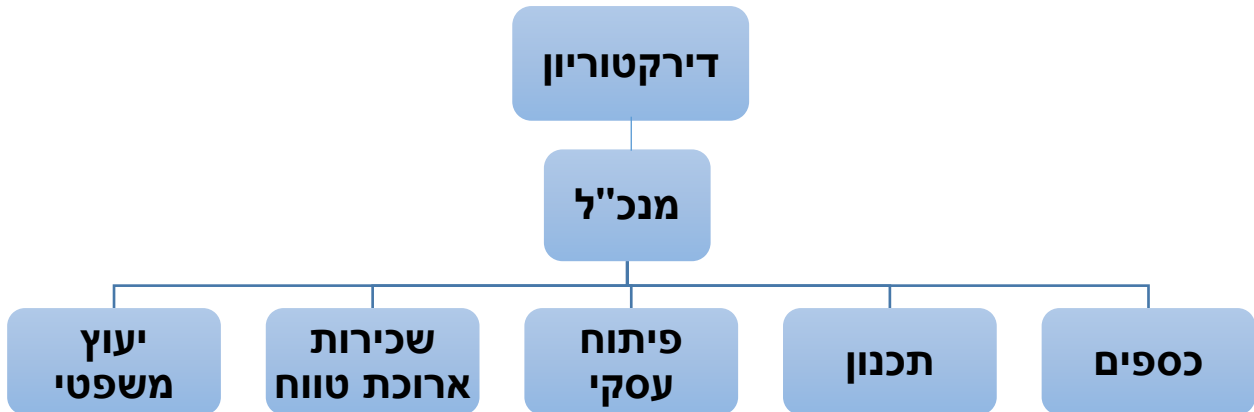 דירקטוריון
מנכ"ל
כספים
תכנון
פיתוח
עסקי
שכירות
ארוכת טווח
יעוץ
משפטי